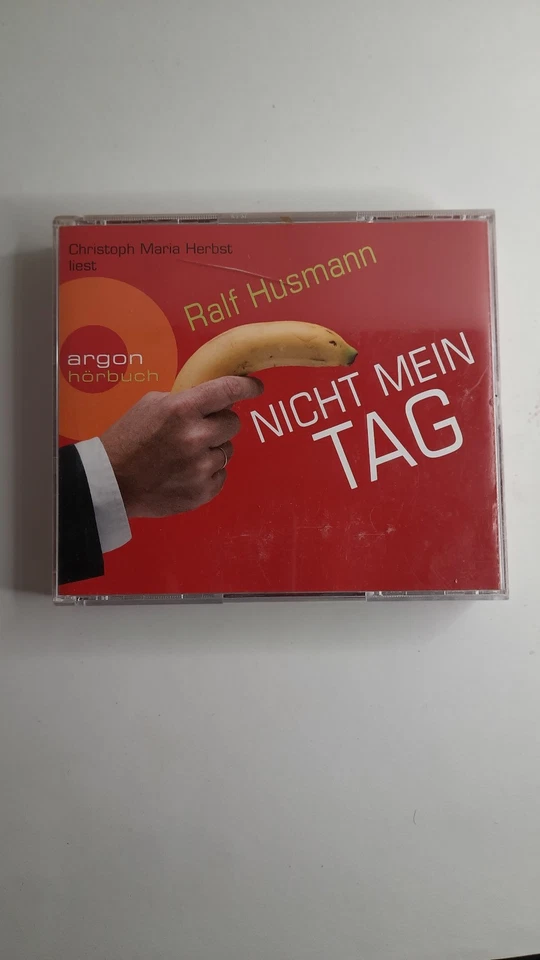 Christoph Maria Herbst
liest
Ralf Husmann
argon
hörbuch
NICHT MEIN
TAG